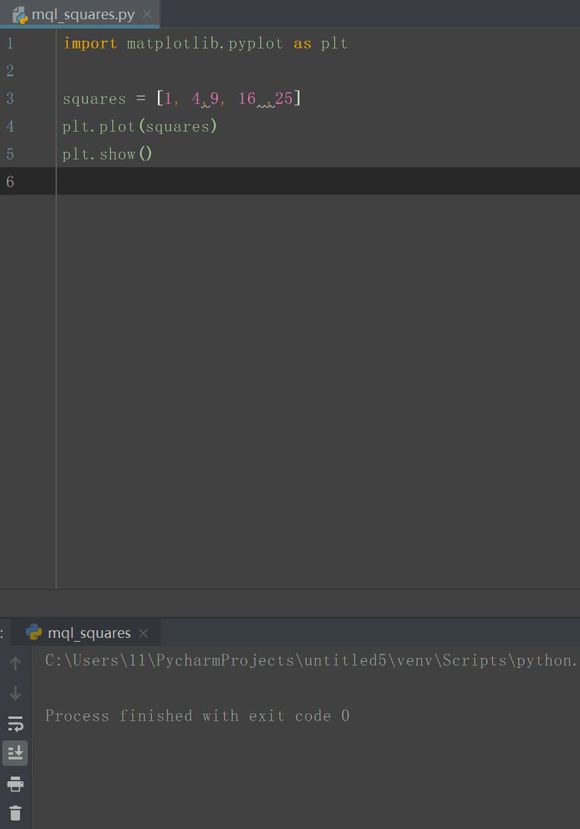 mql_squares.py
1 import matplotlib.pyplot as plt
2
3 squares = [1, 4,9, 16 ,25]
4 plt.plot(squares)
5 plt.show()
6
: mql_squares
C:\Users\11\PycharmProjects\untitled5\venv\Scripts\python.
Process finished with exit code 0